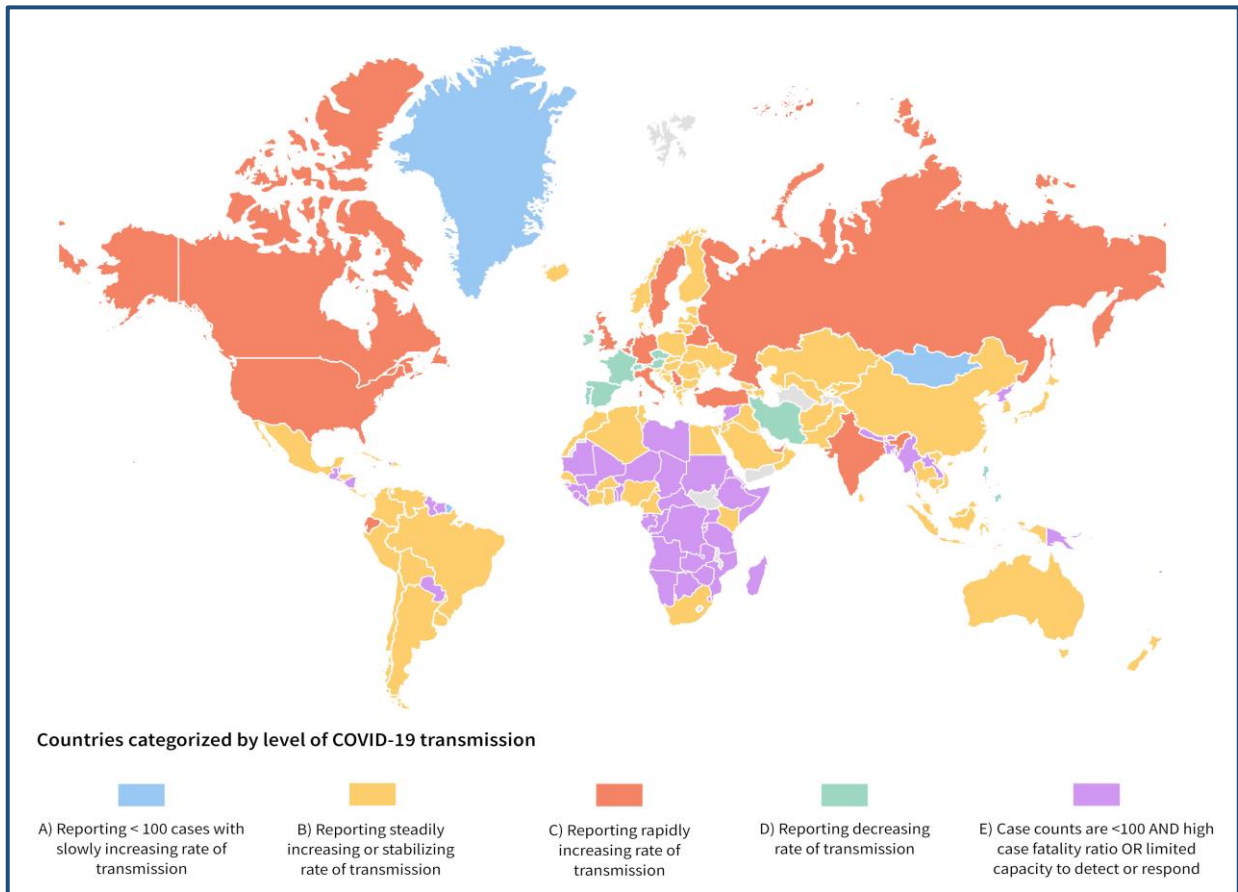 Countries categorized by level of COVID-19 transmission
A) Reporting < 100 cases with
slowly increasing rate of
transmission
B) Reporting steadily
increasing or stabilizing
rate of transmission
C) Reporting rapidly
increasing rate of
transmission
D) Reporting decreasing
rate of transmission
E) Case counts are <100 AND high
case fatality ratio OR limited
capacity to detect or respond